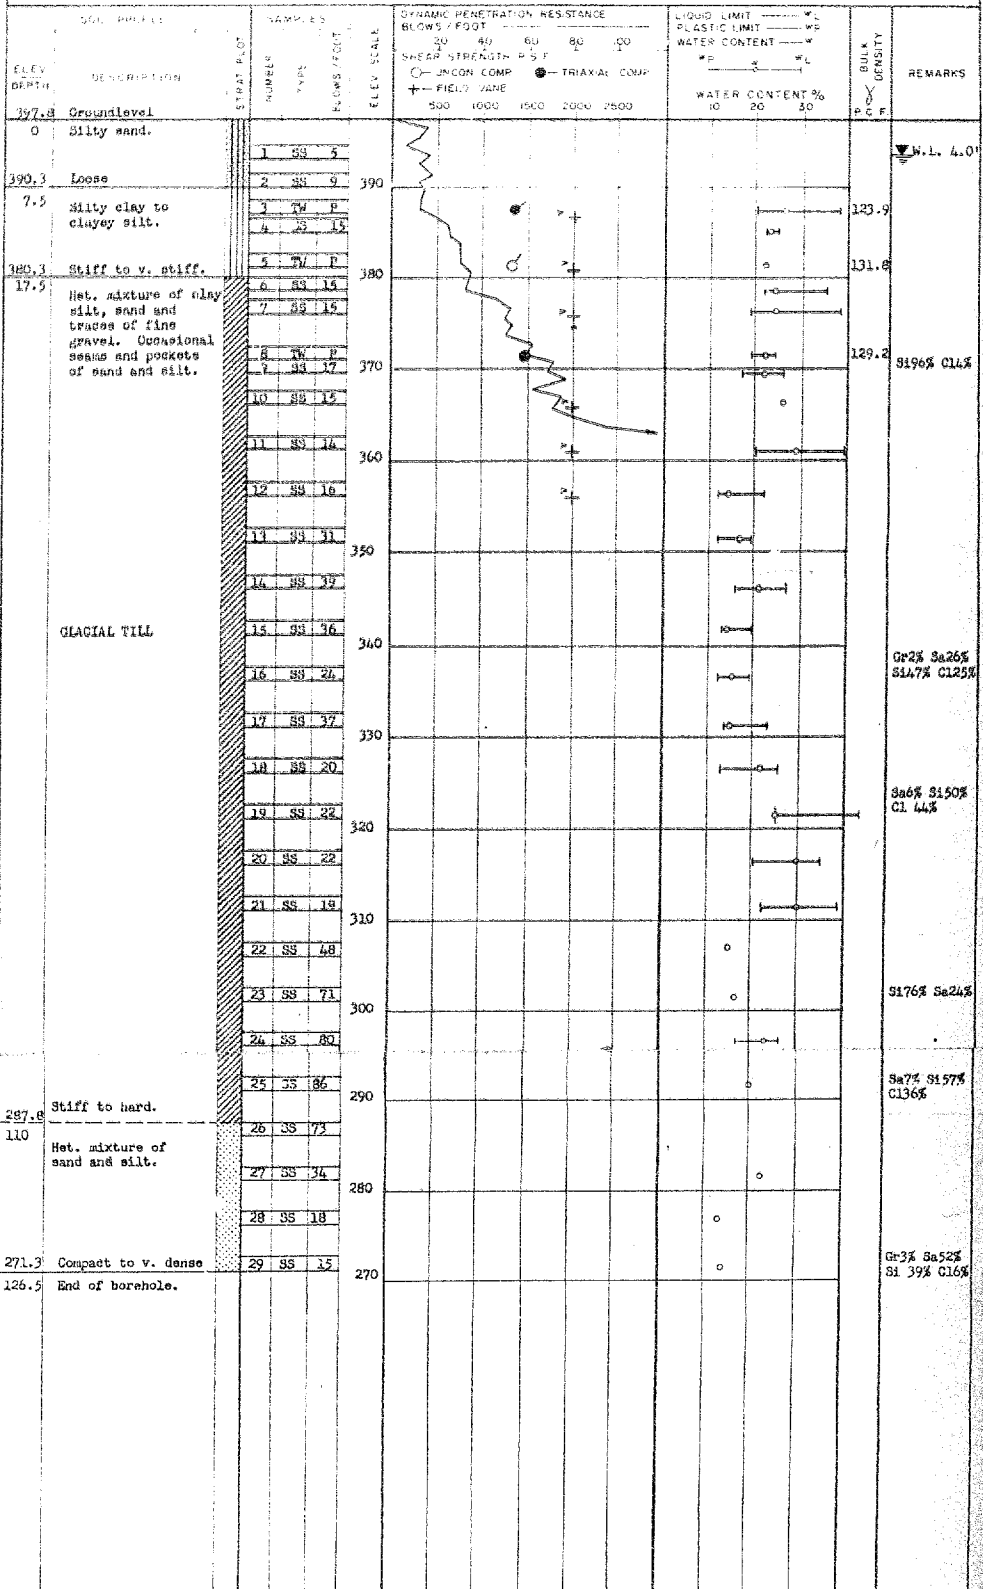 SOIL PROFILE
SAMPLES
DYNAMIC PENETRATION RESISTANCE
BLOWS / FOOT
20 40 60 80 100
SHEAR STRENGTH P.S.F.
UNCON COMP TRIAXIAL COMP
FIELD VANE
500 1000 1500 2000 2500
LIQUID LIMIT WL
PLASTIC LIMIT WP
WATER CONTENT W
WP W WL
WATER CONTENT %
10 20 30
BULK DENSITY
γ
P.C.F.
REMARKS
ELEV
DEPTH
DESCRIPTION
STRAT PLOT
NUMBER
TYPE
BLOWS / FOOT
ELEV SCALE
397.8 Groundlevel
0 Silty sand.
1 SS 5
W.L. 4.0'
390.3 Loose
2 SS 9
390
7.5 Silty clay to
clayey silt.
3 TW P
123.9
4 SS 15
380.3 Stiff to v. stiff.
5 TW P
131.8
380
17.5
Het. mixture of clay
silt, sand and
traces of fine
gravel. Occasional
seams and pockets
of sand and silt.
6 SS 15
7 SS 15
8 TW P
129.2
9 SS 17
370
Si96% Cl4%
10 SS 15
11 SS 14
360
12 SS 16
13 SS 31
350
14 SS 39
GLACIAL TILL
15 SS 36
340
Gr2% Sa26%
Si47% Cl25%
16 SS 24
17 SS 37
330
18 SS 20
Sa6% Si50%
Cl 44%
19 SS 22
320
20 SS 22
21 SS 19
310
22 SS 48
23 SS 71
Si76% Sa24%
300
24 SS 80
25 SS 86
Sa7% Si57%
Cl36%
290
287.8 Stiff to hard.
110
26 SS 73
Het. mixture of
sand and silt.
27 SS 34
280
28 SS 18
271.3 Compact to v. dense
29 SS 15
270
Gr3% Sa52%
Si 39% Cl6%
126.5 End of borehole.